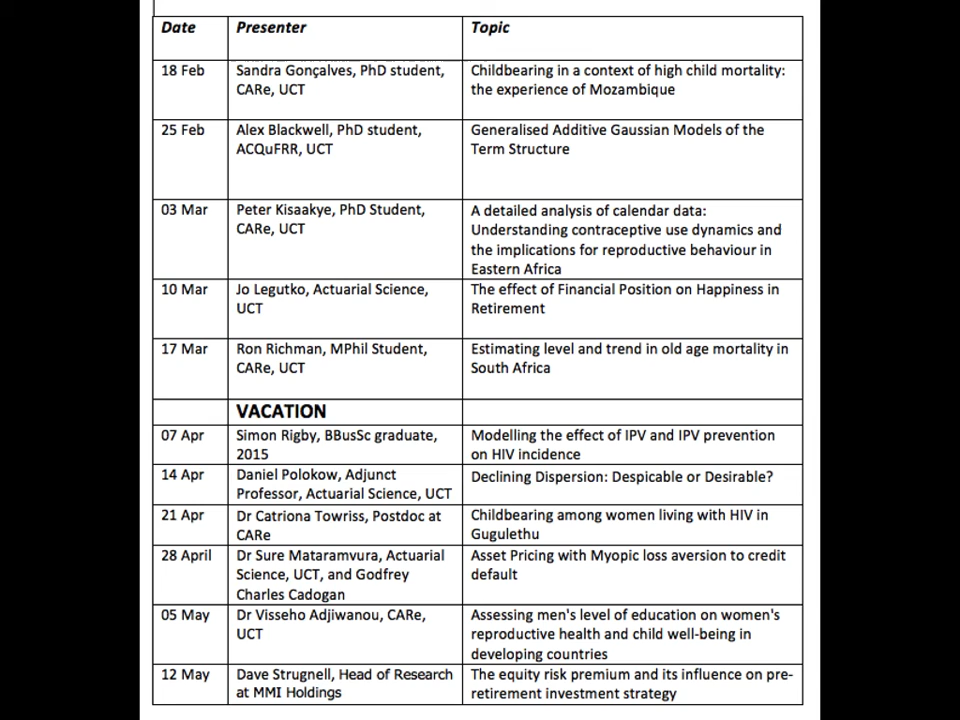 Date Presenter Topic
18 Feb Sandra Gonçalves, PhD student, Childbearing in a context of high child mortality:
CARe, UCT the experience of Mozambique
25 Feb Alex Blackwell, PhD student, Generalised Additive Gaussian Models of the
ACQuFRR, UCT Term Structure
03 Mar Peter Kisaakye, PhD Student, A detailed analysis of calendar data:
CARe, UCT Understanding contraceptive use dynamics and
the implications for reproductive behaviour in
Eastern Africa
10 Mar Jo Legutko, Actuarial Science, The effect of Financial Position on Happiness in
UCT Retirement
17 Mar Ron Richman, MPhil Student, Estimating level and trend in old age mortality in
CARe, UCT South Africa
VACATION
07 Apr Simon Rigby, BBusSc graduate, Modelling the effect of IPV and IPV prevention
2015 on HIV incidence
14 Apr Daniel Polokow, Adjunct Declining Dispersion: Despicable or Desirable?
Professor, Actuarial Science, UCT
21 Apr Dr Catriona Towriss, Postdoc at Childbearing among women living with HIV in
CARe Gugulethu
28 April Dr Sure Mataramvura, Actuarial Asset Pricing with Myopic loss aversion to credit
Science, UCT, and Godfrey default
Charles Cadogan
05 May Dr Visseho Adjiwanou, CARe, Assessing men's level of education on women's
UCT reproductive health and child well-being in
developing countries
12 May Dave Strugnell, Head of Research The equity risk premium and its influence on pre-
at MMI Holdings retirement investment strategy